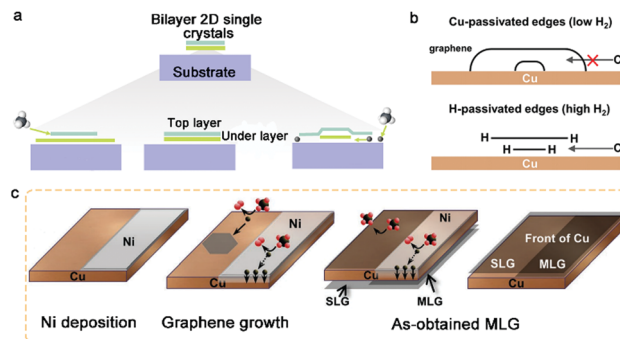 a
Bilayer 2D single
crystals
Substrate
Top layer
Under layer
b
Cu-passivated edges (low H2)
graphene
C
Cu
H-passivated edges (high H2)
H H
H H
C
Cu
c
Ni
Cu
Ni deposition
Ni
Cu
Graphene growth
Ni
Cu
SLG
MLG
Front of Cu
SLG MLG
Cu
As-obtained MLG